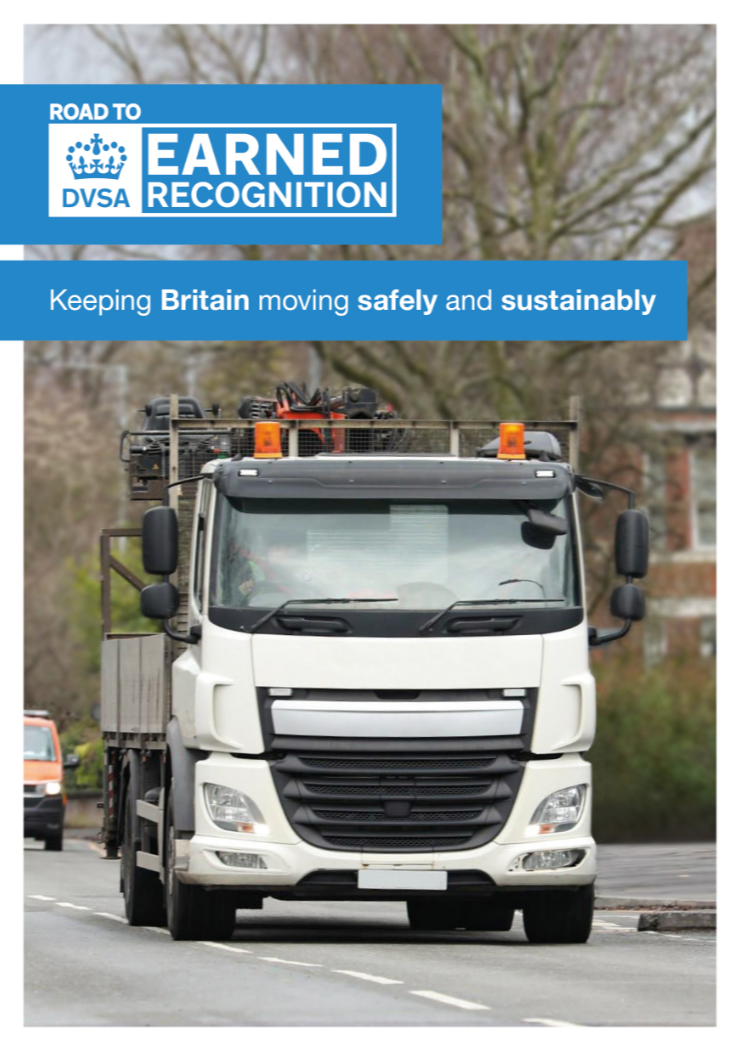 ROAD TO
DVSA
EARNED
RECOGNITION
Keeping Britain moving safely and sustainably